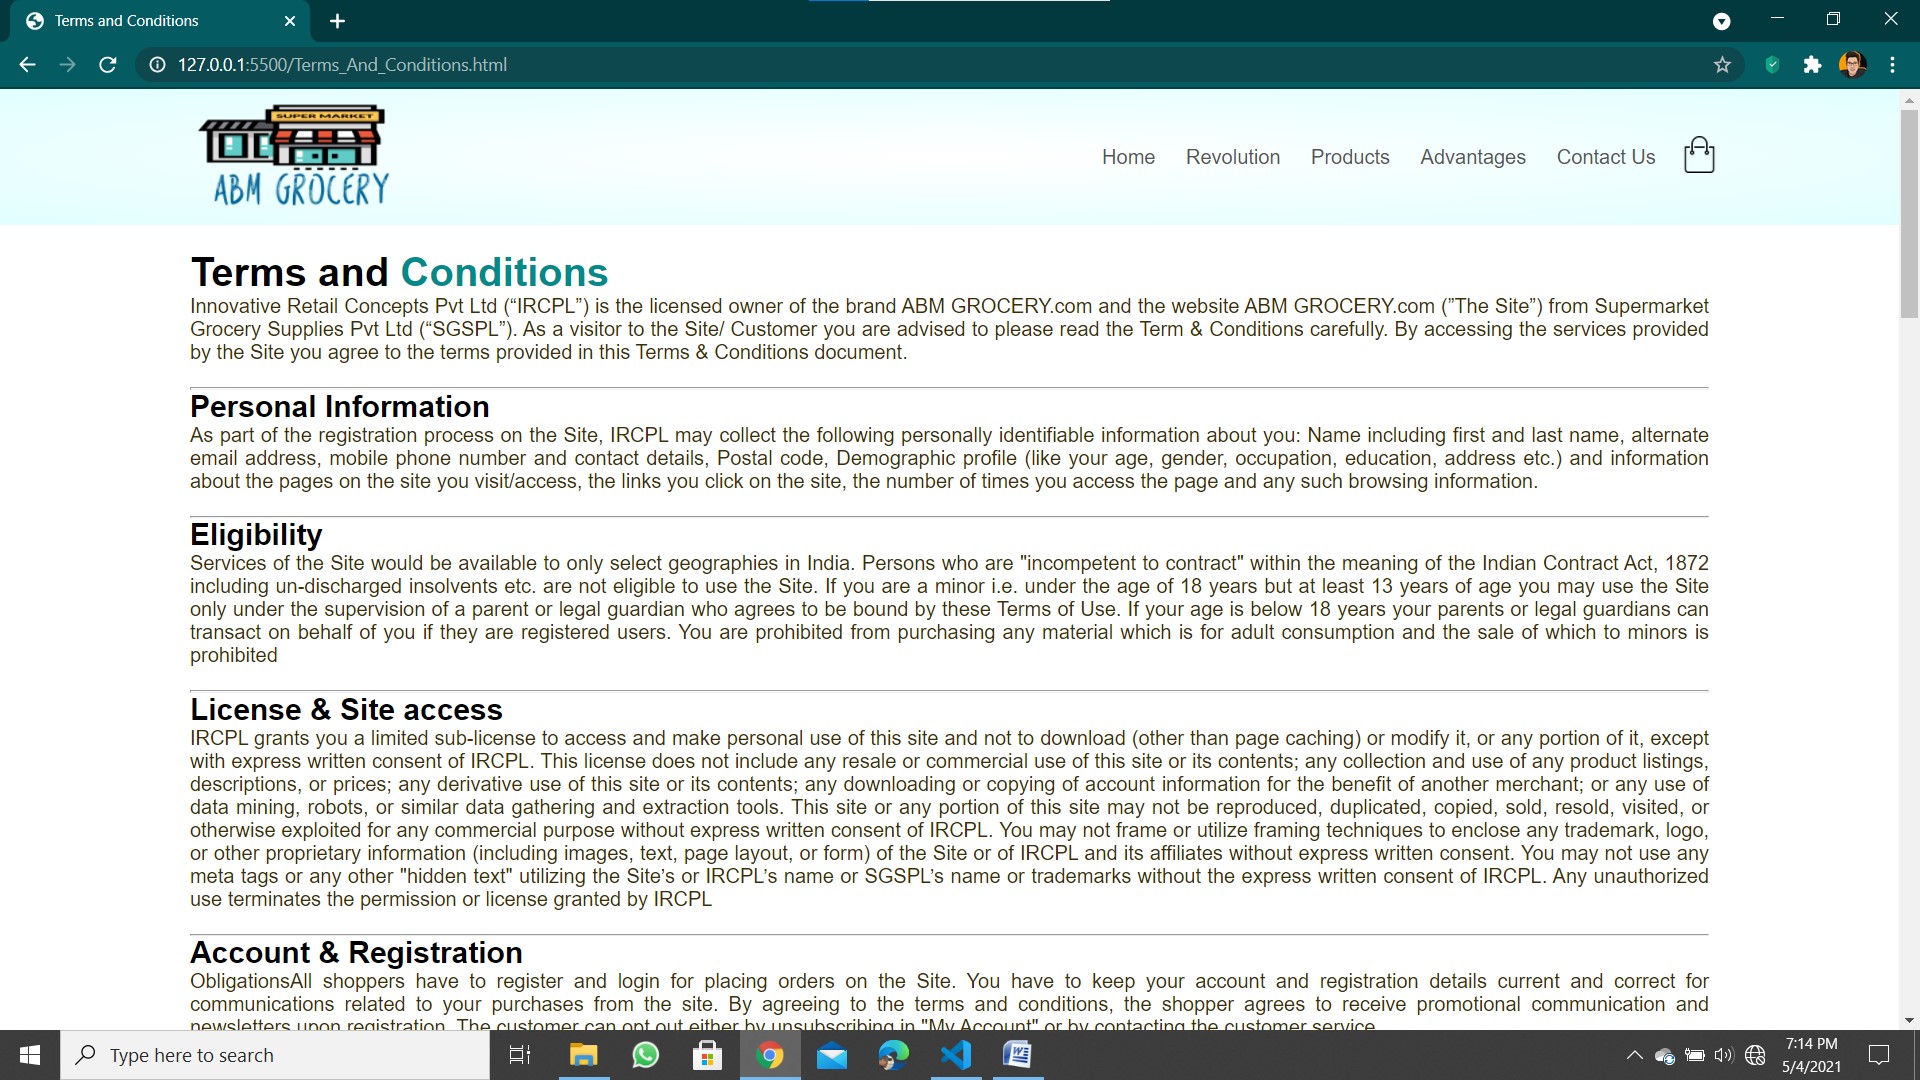 Terms and Conditions
127.0.0.1:5500/Terms_And_Conditions.html
SUPER MARKET
ABM GROCERY
Home Revolution Products Advantages Contact Us
Terms and Conditions
Innovative Retail Concepts Pvt Ltd (“IRCPL”) is the licensed owner of the brand ABM GROCERY.com and the website ABM GROCERY.com (”The Site”) from Supermarket
Grocery Supplies Pvt Ltd (“SGSPL”). As a visitor to the Site/ Customer you are advised to please read the Term & Conditions carefully. By accessing the services provided
by the Site you agree to the terms provided in this Terms & Conditions document.
Personal Information
As part of the registration process on the Site, IRCPL may collect the following personally identifiable information about you: Name including first and last name, alternate
email address, mobile phone number and contact details, Postal code, Demographic profile (like your age, gender, occupation, education, address etc.) and information
about the pages on the site you visit/access, the links you click on the site, the number of times you access the page and any such browsing information.
Eligibility
Services of the Site would be available to only select geographies in India. Persons who are "incompetent to contract" within the meaning of the Indian Contract Act, 1872
including un-discharged insolvents etc. are not eligible to use the Site. If you are a minor i.e. under the age of 18 years but at least 13 years of age you may use the Site
only under the supervision of a parent or legal guardian who agrees to be bound by these Terms of Use. If your age is below 18 years your parents or legal guardians can
transact on behalf of you if they are registered users. You are prohibited from purchasing any material which is for adult consumption and the sale of which to minors is
prohibited
License & Site access
IRCPL grants you a limited sub-license to access and make personal use of this site and not to download (other than page caching) or modify it, or any portion of it, except
with express written consent of IRCPL. This license does not include any resale or commercial use of this site or its contents; any collection and use of any product listings,
descriptions, or prices; any derivative use of this site or its contents; any downloading or copying of account information for the benefit of another merchant; or any use of
data mining, robots, or similar data gathering and extraction tools. This site or any portion of this site may not be reproduced, duplicated, copied, sold, resold, visited, or
otherwise exploited for any commercial purpose without express written consent of IRCPL. You may not frame or utilize framing techniques to enclose any trademark, logo,
or other proprietary information (including images, text, page layout, or form) of the Site or of IRCPL and its affiliates without express written consent. You may not use any
meta tags or any other "hidden text" utilizing the Site’s or IRCPL’s name or SGSPL’s name or trademarks without the express written consent of IRCPL. Any unauthorized
use terminates the permission or license granted by IRCPL
Account & Registration
ObligationsAll shoppers have to register and login for placing orders on the Site. You have to keep your account and registration details current and correct for
communications related to your purchases from the site. By agreeing to the terms and conditions, the shopper agrees to receive promotional communication and
newsletters upon registration. The customer can opt out either by unsubscribing in "My Account" or by contacting the customer service.
Type here to search
7:14 PM
5/4/2021